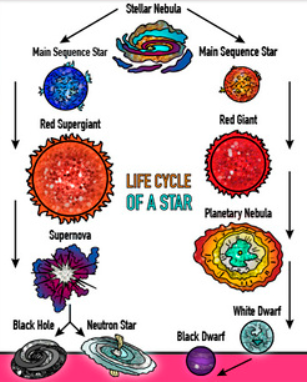 Stellar Nebula
Main Sequence Star
Main Sequence Star
Red Supergiant
Red Giant
LIFE CYCLE
OF A STAR
Planetary Nebula
Supernova
White Dwarf
Black Hole
Neutron Star
Black Dwarf